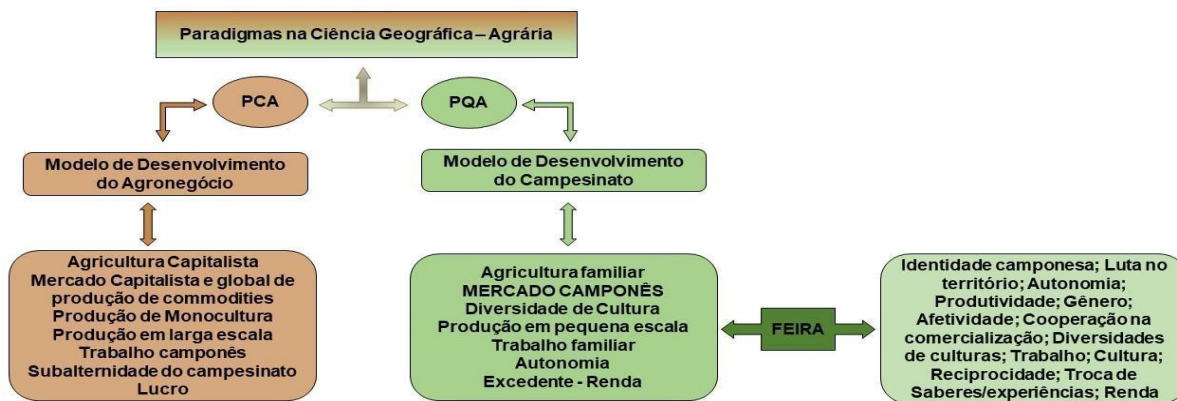 Paradigmas na Ciência Geográfica – Agrária
PCA
PQA
Modelo de Desenvolvimento
do Agronegócio
Modelo de Desenvolvimento
do Campesinato
Agricultura Capitalista
Mercado Capitalista e global de
produção de commodities
Produção de Monocultura
Produção em larga escala
Trabalho camponês
Subalternidade do campesinato
Lucro
Agricultura familiar
MERCADO CAMPONÊS
Diversidade de Cultura
Produção em pequena escala
Trabalho familiar
Autonomia
Excedente - Renda
FEIRA
Identidade camponesa; Luta no
território; Autonomia;
Produtividade; Gênero;
Afetividade; Cooperação na
comercialização; Diversidades
de culturas; Trabalho; Cultura;
Reciprocidade; Troca de
Saberes/experiências; Renda